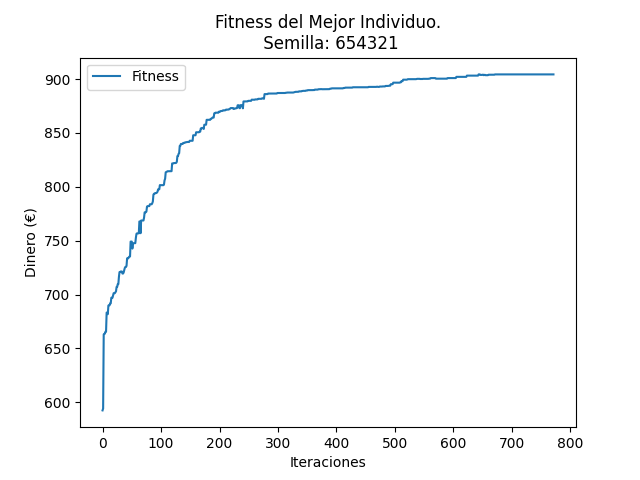 Fitness del Mejor Individuo.
Semilla: 654321
Fitness
900
850
800
750
700
650
600
Dinero (€)
0 100 200 300 400 500 600 700 800
Iteraciones